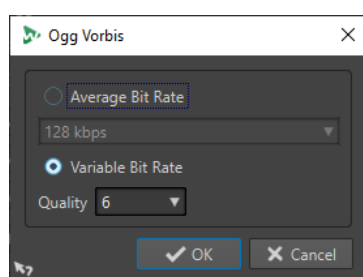 Ogg Vorbis
Average Bit Rate
128 kbps
Variable Bit Rate
Quality 6
OK Cancel